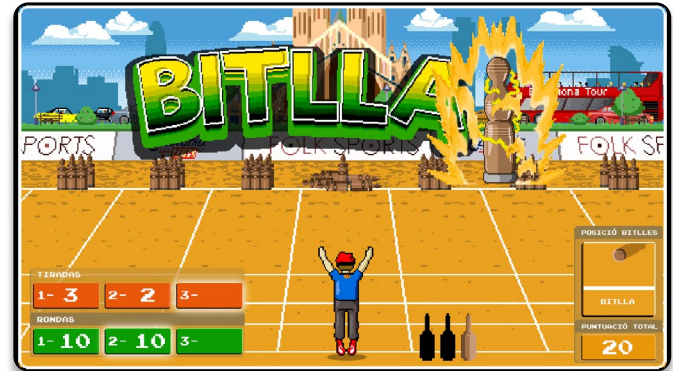 BITLLA
Barcelona Tour
PORTS
FOLK SPORTS
FOLK SP
POSICIÓ BITLLES
BITLLA
TIRADAS
1- 3 2- 2 3-
RONDAS
1- 10 2- 10 3-
PUNTUACIÓ TOTAL
20